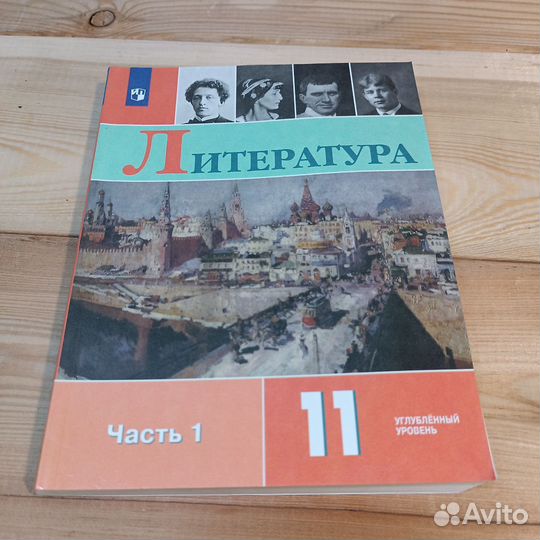 ЛИТЕРАТУРА
Часть 1
11
УГЛУБЛЁННЫЙ
УРОВЕНЬ
Avito